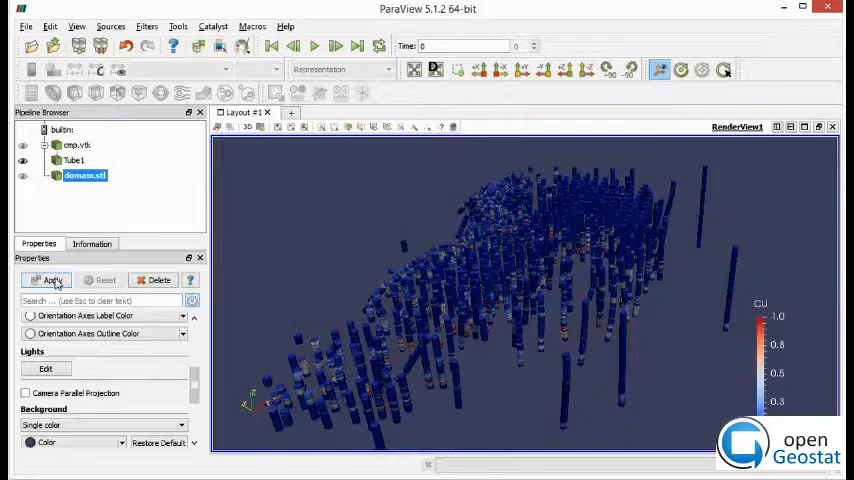 ParaView 5.1.2 64-bit
File Edit View Sources Filters Tools Catalyst Macros Help
Time: 0 0
Representation
+X -X +Y -Y +Z -Z +90 -90
Pipeline Browser
Layout #1
builtin:
cmp.vtk
Tube1
domain.stl
3D
RenderView1
Properties Information
Properties
Apply Reset Delete ?
Search ... (use Esc to clear text)
Orientation Axes Label Color
Orientation Axes Outline Color
Lights
Edit
Camera Parallel Projection
Background
Single color
Color Restore Default
CU
1.0
0.8
0.5
0.3
Z
open
Geostat